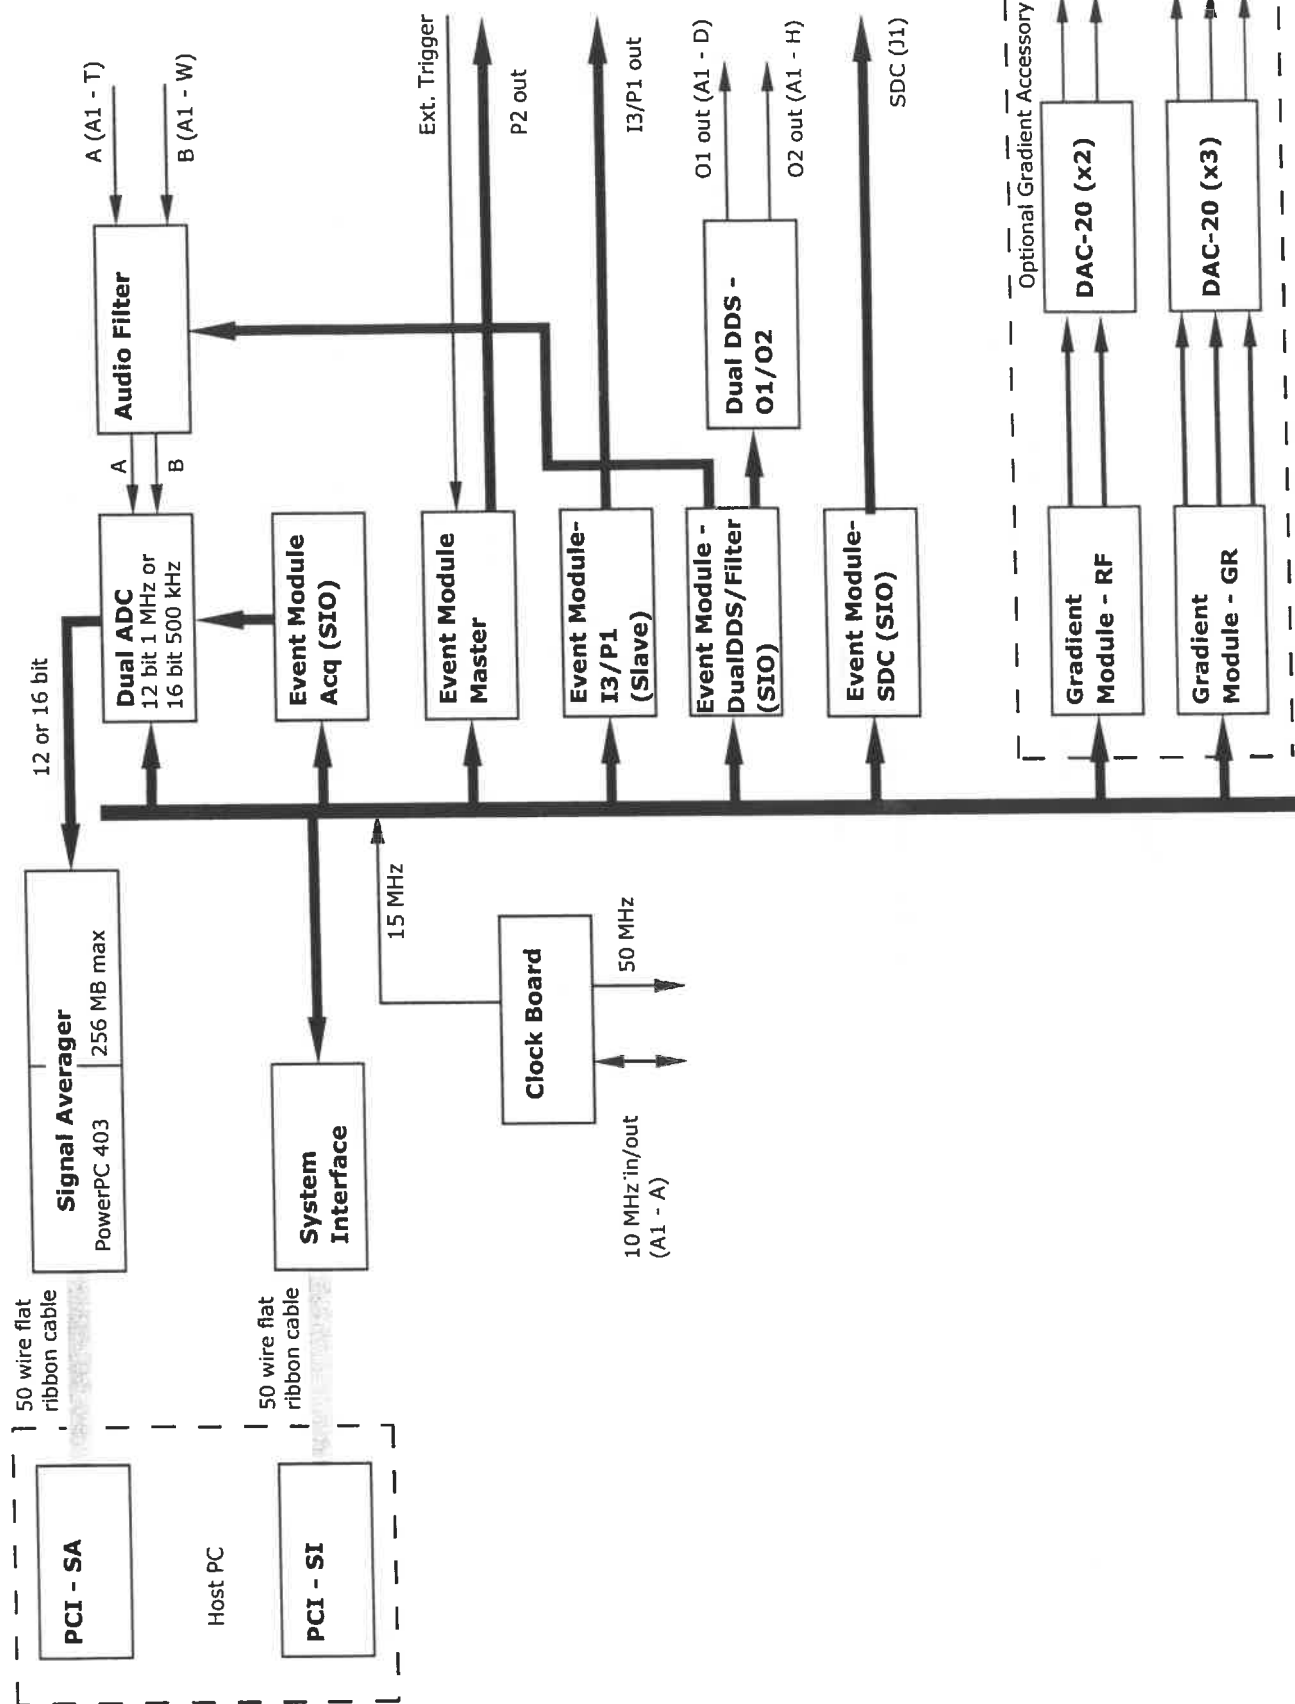 PCI - SA
Host PC
PCI - SI
50 wire flat
ribbon cable
50 wire flat
ribbon cable
Signal Averager
PowerPC 403
256 MB max
System
Interface
10 MHz in/out
(A1 - A)
Clock Board
50 MHz
15 MHz
12 or 16 bit
Dual ADC
12 bit 1 MHz or
16 bit 500 kHz
Event Module
Acq (SIO)
Event Module
Master
Event Module-
I3/P1
(Slave)
Event Module -
DualDDS/Filter
(SIO)
Event Module-
SDC (SIO)
Gradient
Module - RF
Gradient
Module - GR
A
B
Audio Filter
A (A1 - T)
B (A1 - W)
Ext. Trigger
P2 out
I3/P1 out
Dual DDS -
O1/O2
O1 out (A1 - D)
O2 out (A1 - H)
SDC (J1)
Optional Gradient Accessory
DAC-20 (x2)
DAC-20 (x3)